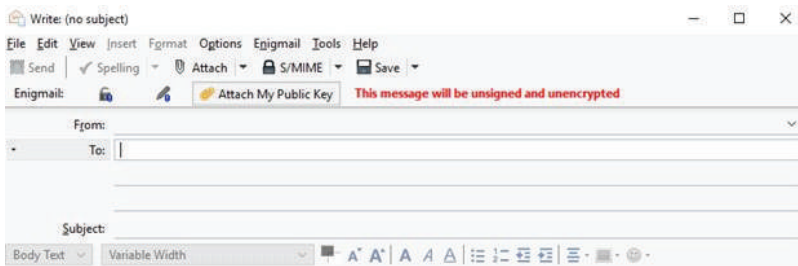 Write: (no subject)
File Edit View Insert Format Options Enigmail Tools Help
Send Spelling Attach S/MIME Save
Enigmail: Attach My Public Key This message will be unsigned and unencrypted
From:
To:
Subject:
Body Text Variable Width